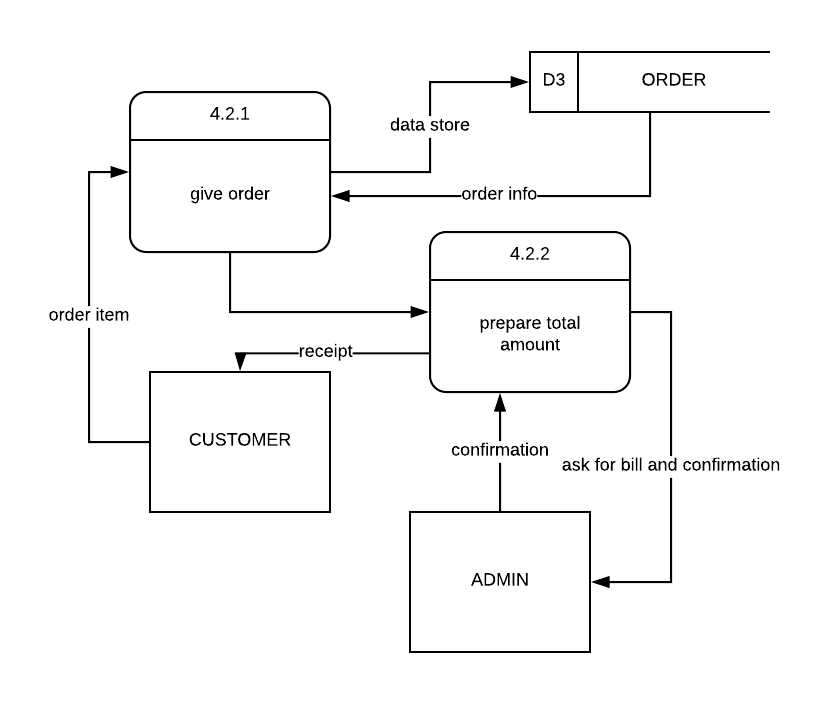 D3
ORDER
4.2.1
data store
give order
order info
4.2.2
order item
prepare total
amount
receipt
CUSTOMER
confirmation
ask for bill and confirmation
ADMIN